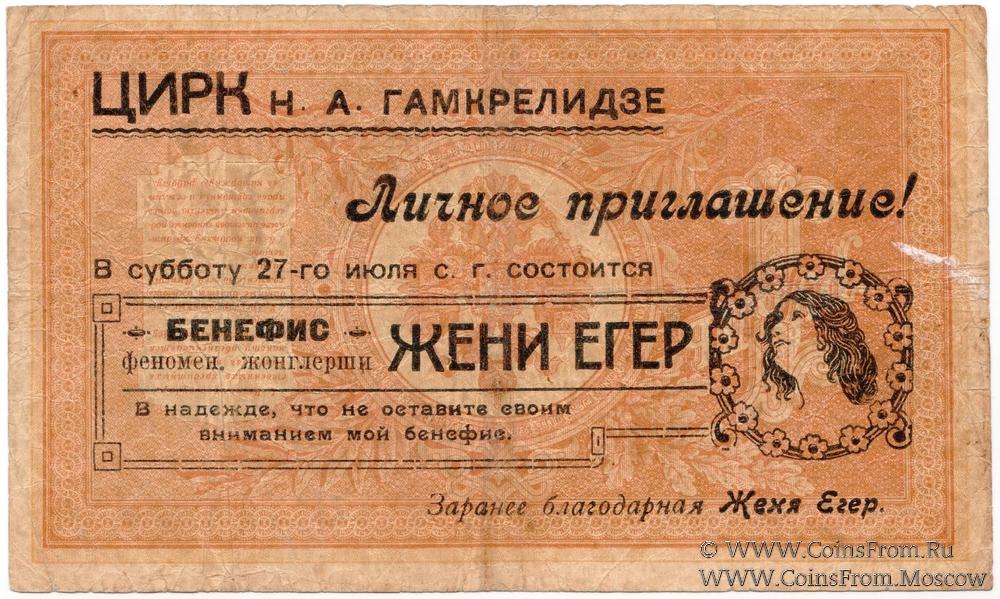 ЦИРК Н. А. ГАМКРЕЛИДЗЕ
Личное приглашение!
В субботу 27-го июля с. г. состоится
БЕНЕФИС
феномен. жонглерши
ЖЕНИ ЕГЕР
В надежде, что не оставите своим
вниманием мой бенефис.
Заранее благодарная Женя Егер.
© WWW.CoinsFrom.Ru
WWW.CoinsFrom.Moscow